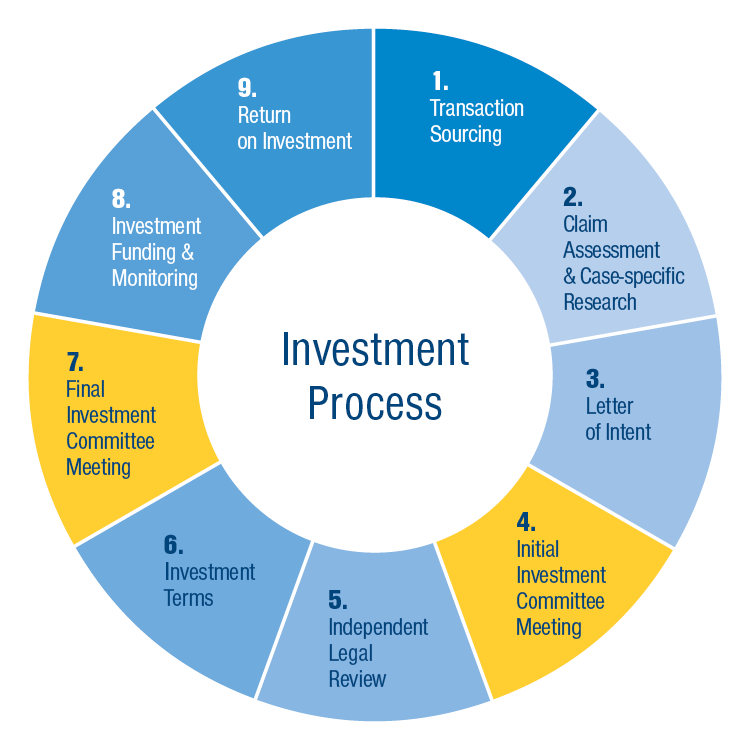 Investment
Process
1.
Transaction
Sourcing
2.
Claim
Assessment
& Case-specific
Research
3.
Letter
of Intent
4.
Initial
Investment
Committee
Meeting
5.
Independent
Legal
Review
6.
Investment
Terms
7.
Final
Investment
Committee
Meeting
8.
Investment
Funding &
Monitoring
9.
Return
on Investment